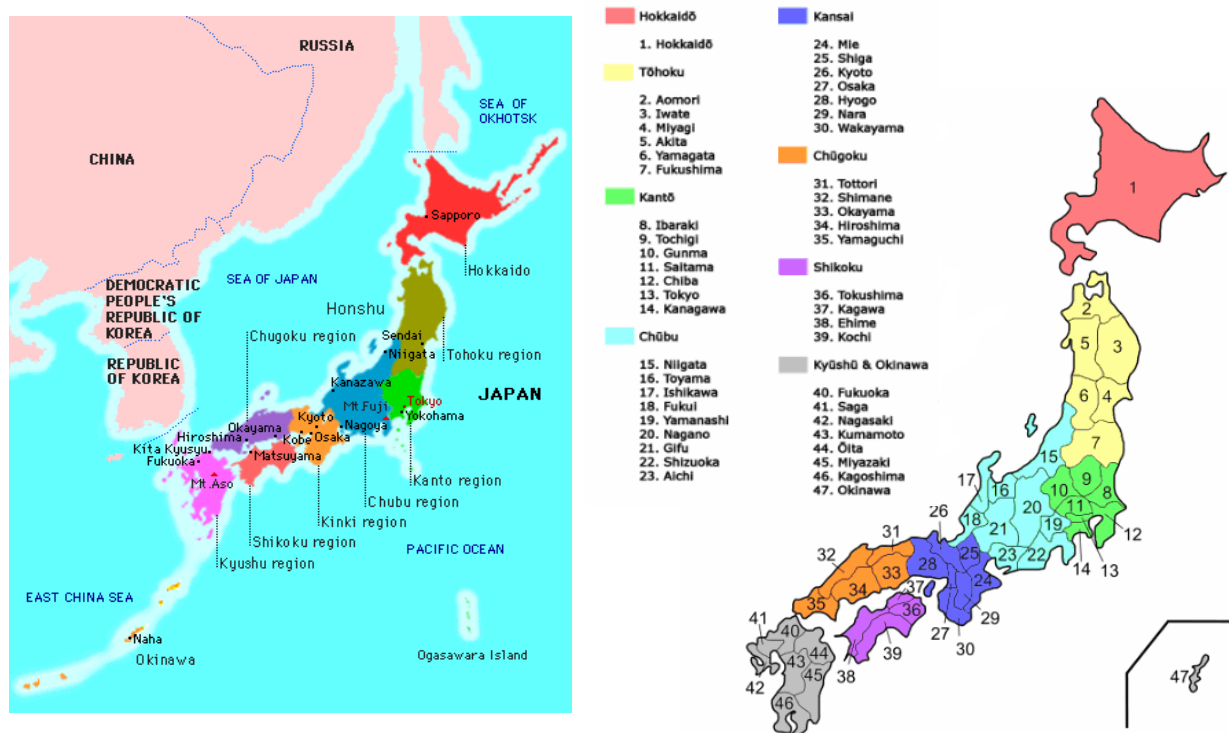 RUSSIA
SEA OF
OKHOTSK
CHINA
Sapporo
Hokkaido
SEA OF JAPAN
DEMOCRATIC
PEOPLE'S
REPUBLIC OF
KOREA
Honshu
Chugoku region
Sendai
Niigata
Tohoku region
REPUBLIC
OF KOREA
Kanazawa
JAPAN
Mt.Fuji
Tokyo
Yokohama
Okayama
Kyoto
Nagoya
Hiroshima
Kobe
Osaka
Kita Kyusyu
Matsuyama
Fukuoka
Mt.Aso
Kanto region
Chubu region
Kinki region
Shikoku region
Kyushu region
PACIFIC OCEAN
EAST CHINA SEA
Naha
Okinawa
Ogasawara Island
Hokkaidō
1. Hokkaidō
Tōhoku
2. Aomori
3. Iwate
4. Miyagi
5. Akita
6. Yamagata
7. Fukushima
Kantō
8. Ibaraki
9. Tochigi
10. Gunma
11. Saitama
12. Chiba
13. Tokyo
14. Kanagawa
Chūbu
15. Niigata
16. Toyama
17. Ishikawa
18. Fukui
19. Yamanashi
20. Nagano
21. Gifu
22. Shizuoka
23. Aichi
Kansai
24. Mie
25. Shiga
26. Kyoto
27. Osaka
28. Hyogo
29. Nara
30. Wakayama
Chūgoku
31. Tottori
32. Shimane
33. Okayama
34. Hiroshima
35. Yamaguchi
Shikoku
36. Tokushima
37. Kagawa
38. Ehime
39. Kochi
Kyūshū & Okinawa
40. Fukuoka
41. Saga
42. Nagasaki
43. Kumamoto
44. Ōita
45. Miyazaki
46. Kagoshima
47. Okinawa
1
2
5
3
6
4
7
15
17
16
10
9
8
11
18
21
20
19
12
26
14
13
31
25
23
22
32
28
24
33
34
37
35
36
27
29
30
41
40
39
38
42
43
44
45
46
47